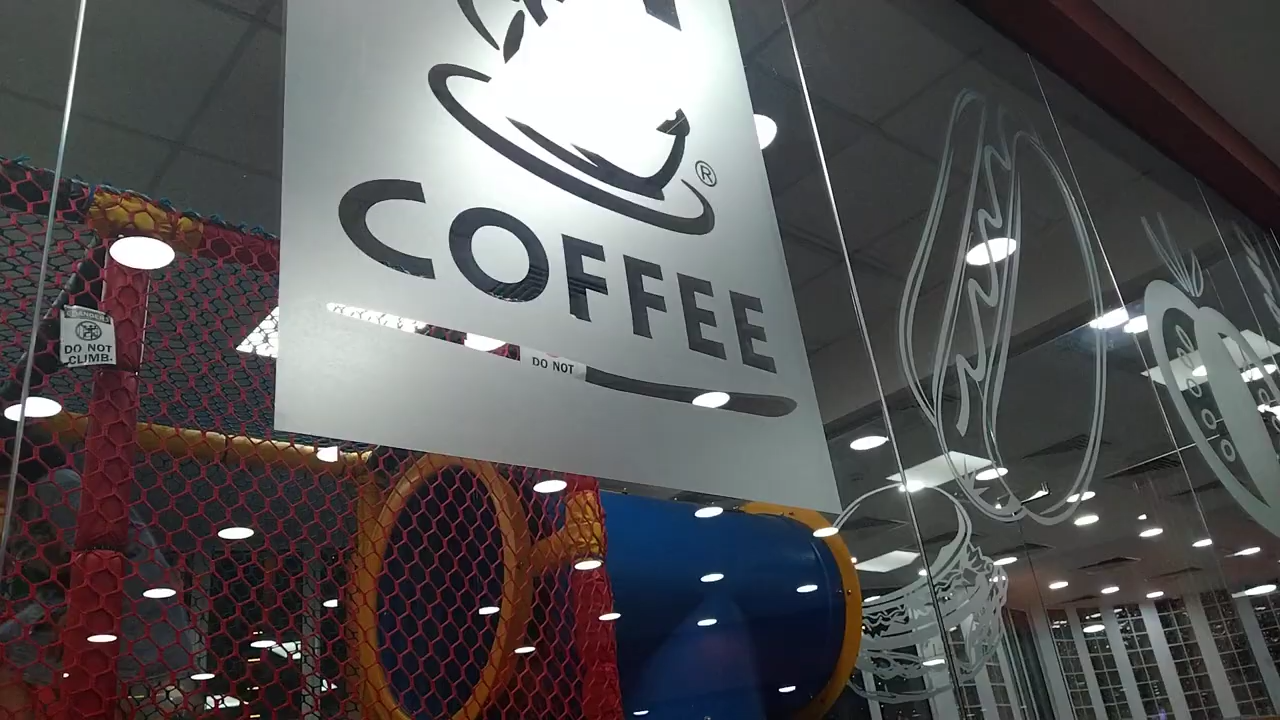 ®
COFFEE
DO NOT
DANGER
DO NOT
CLIMB.